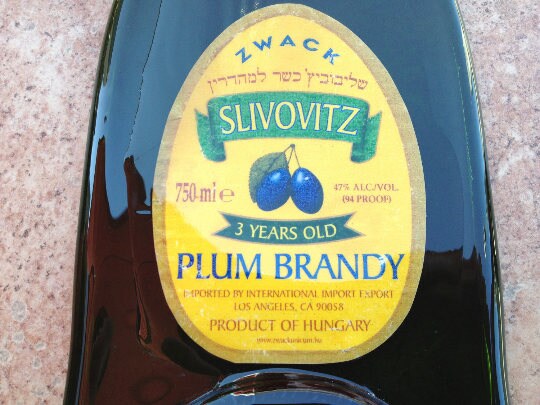 ZWACK
שליבוביץ כשר למהדרין
SLIVOVITZ
750 ml e
47% ALC/VOL.
(94 PROOF)
3 YEARS OLD
PLUM BRANDY
IMPORTED BY INTERNATIONAL IMPORT EXPORT
LOS ANGELES, CA 90058
PRODUCT OF HUNGARY